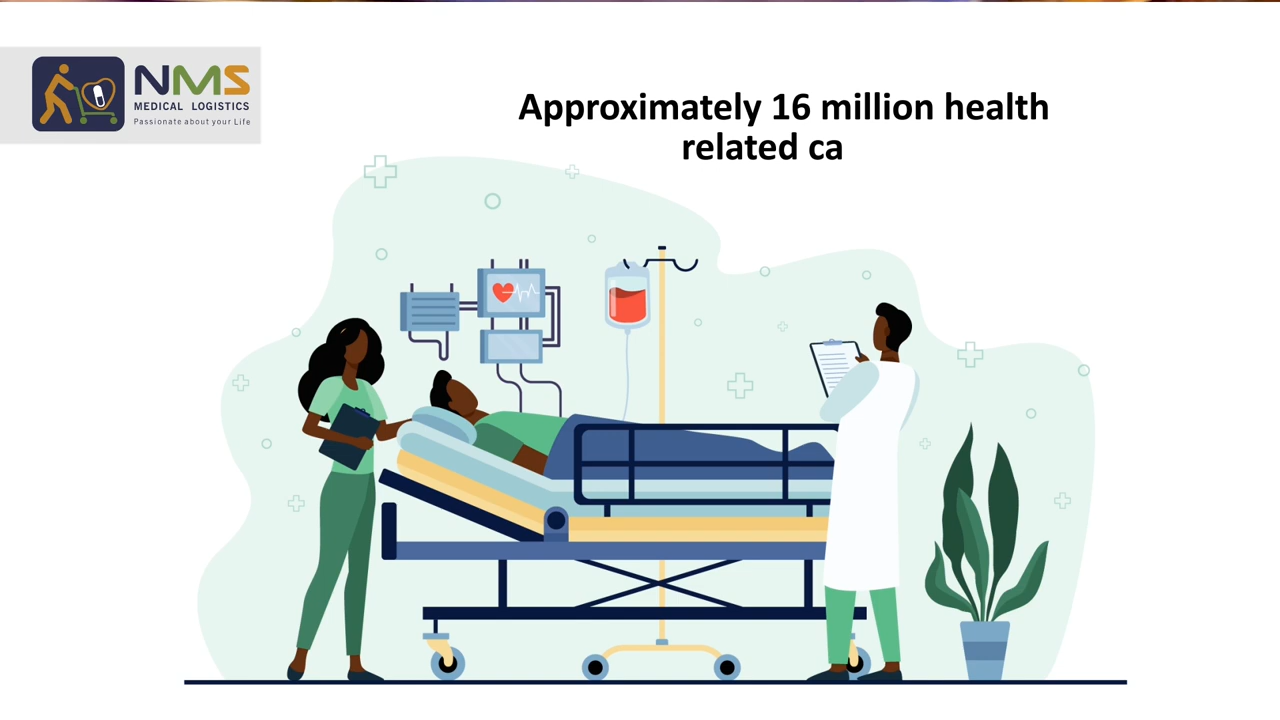 NMS
MEDICAL LOGISTICS
Passionate about your Life
Approximately 16 million health
related ca